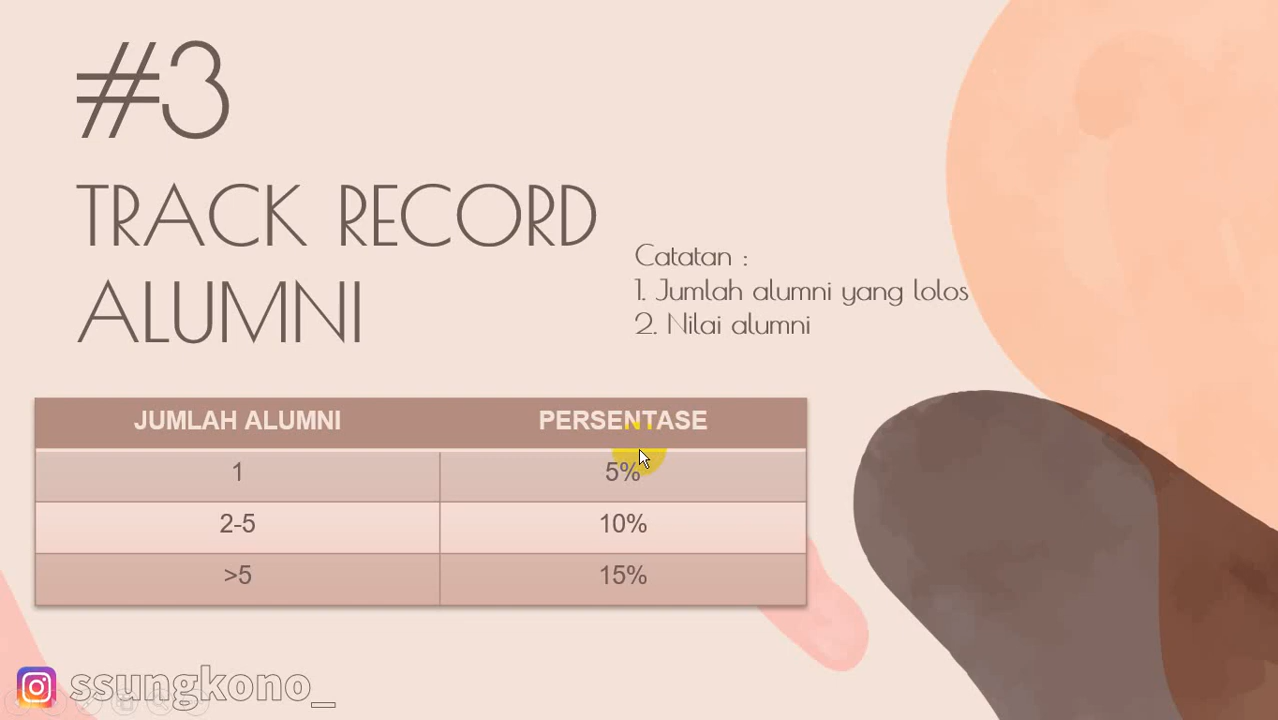 #3
TRACK RECORD
ALUMNI
Catatan :
1. Jumlah alumni yang lolos
2. Nilai alumni
JUMLAH ALUMNI PERSENTASE
1 5%
2-5 10%
>5 15%
ssungkono_